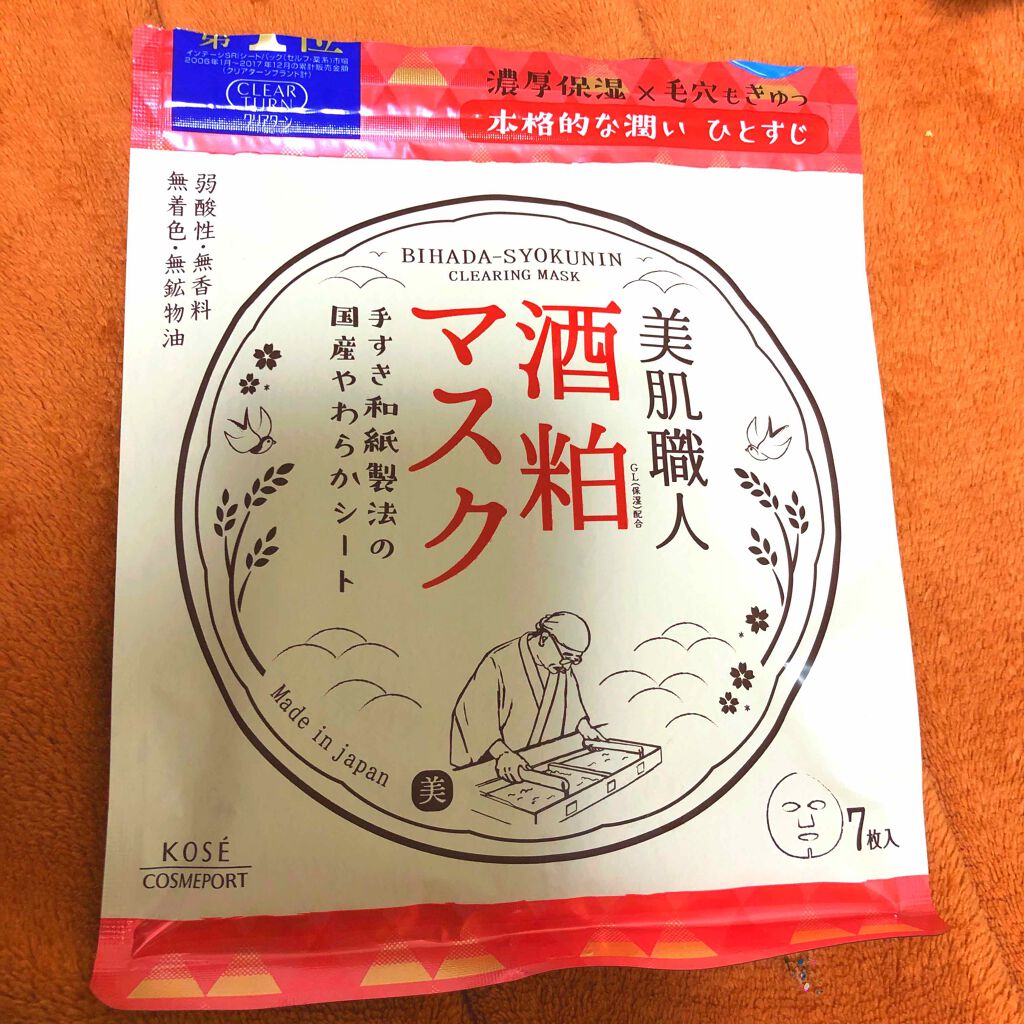 第1位
インテージSRIシートパック(セルフ・薬系)市場
2006年1月～2017年12月の累計販売金額
(クリアターンブランド計)
CLEAR
TURN
クリアターン
濃厚保湿×毛穴もきゅっ
本格的な潤い ひとすじ
弱酸性・無香料
無着色・無鉱物油
BIHADA-SYOKUNIN
CLEARING MASK
美肌職人
酒粕
GL(保湿)配合
マスク
手すき和紙製法の
国産やわらかシート
Made in japan
美
7枚入
KOSÉ
COSMEPORT